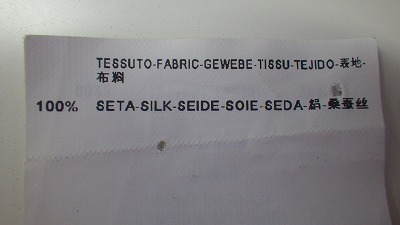 TESSUTO-FABRIC-GEWEBE-TISSU-TEJIDO-表地-
布料
100% SETA-SILK-SEIDE-SOIE-SEDA-絹-桑蚕丝